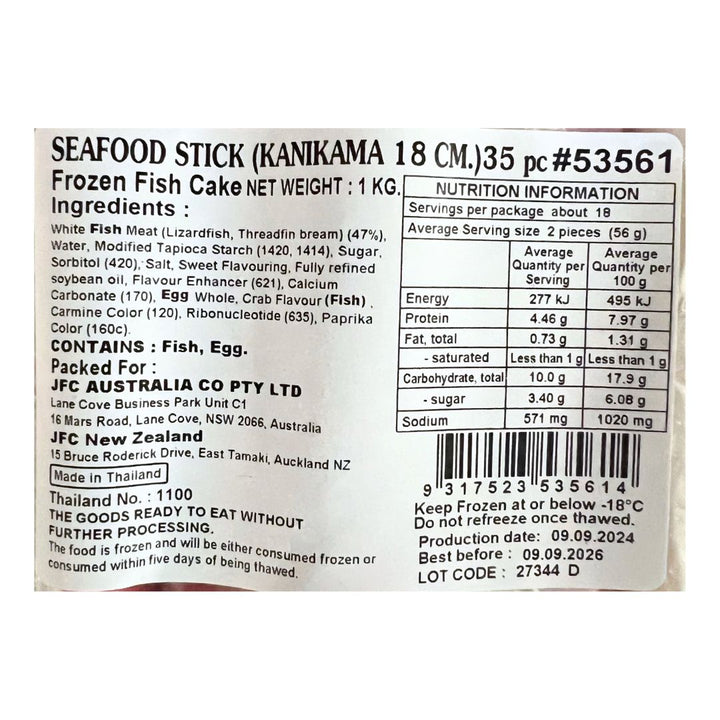 SEAFOOD STICK (KANIKAMA 18 CM.)35 pc #53561
Frozen Fish Cake NET WEIGHT : 1 KG.
Ingredients :
White Fish Meat (Lizardfish, Threadfin bream) (47%),
Water, Modified Tapioca Starch (1420, 1414), Sugar,
Sorbitol (420), Salt, Sweet Flavouring, Fully refined
soybean oil, Flavour Enhancer (621), Calcium
Carbonate (170), Egg Whole, Crab Flavour (Fish) ,
Carmine Color (120), Ribonucleotide (635), Paprika
Color (160c).
CONTAINS : Fish, Egg.
Packed For :
JFC AUSTRALIA CO PTY LTD
Lane Cove Business Park Unit C1
16 Mars Road, Lane Cove, NSW 2066, Australia
JFC New Zealand
15 Bruce Roderick Drive, East Tamaki, Auckland NZ
Made in Thailand
Thailand No. : 1100
THE GOODS READY TO EAT WITHOUT
FURTHER PROCESSING.
The food is frozen and will be either consumed frozen or
consumed within five days of being thawed.
NUTRITION INFORMATION
Servings per package about 18
Average Serving size 2 pieces (56 g)
Average Quantity per Serving Average Quantity per 100 g
Energy 277 kJ 495 kJ
Protein 4.46 g 7.97 g
Fat, total 0.73 g 1.31 g
- saturated Less than 1 g Less than 1 g
Carbohydrate, total 10.0 g 17.9 g
- sugar 3.40 g 6.08 g
Sodium 571 mg 1020 mg
9 317523 535614
Keep Frozen at or below -18°C
Do not refreeze once thawed.
Production date: 09.09.2024
Best before : 09.09.2026
LOT CODE : 27344 D